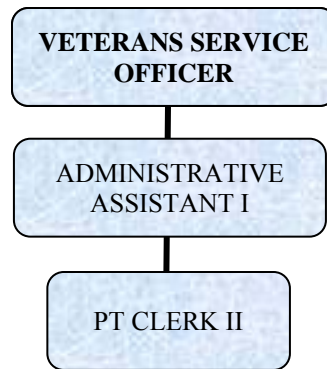 VETERANS SERVICE
OFFICER
ADMINISTRATIVE
ASSISTANT I
PT CLERK II